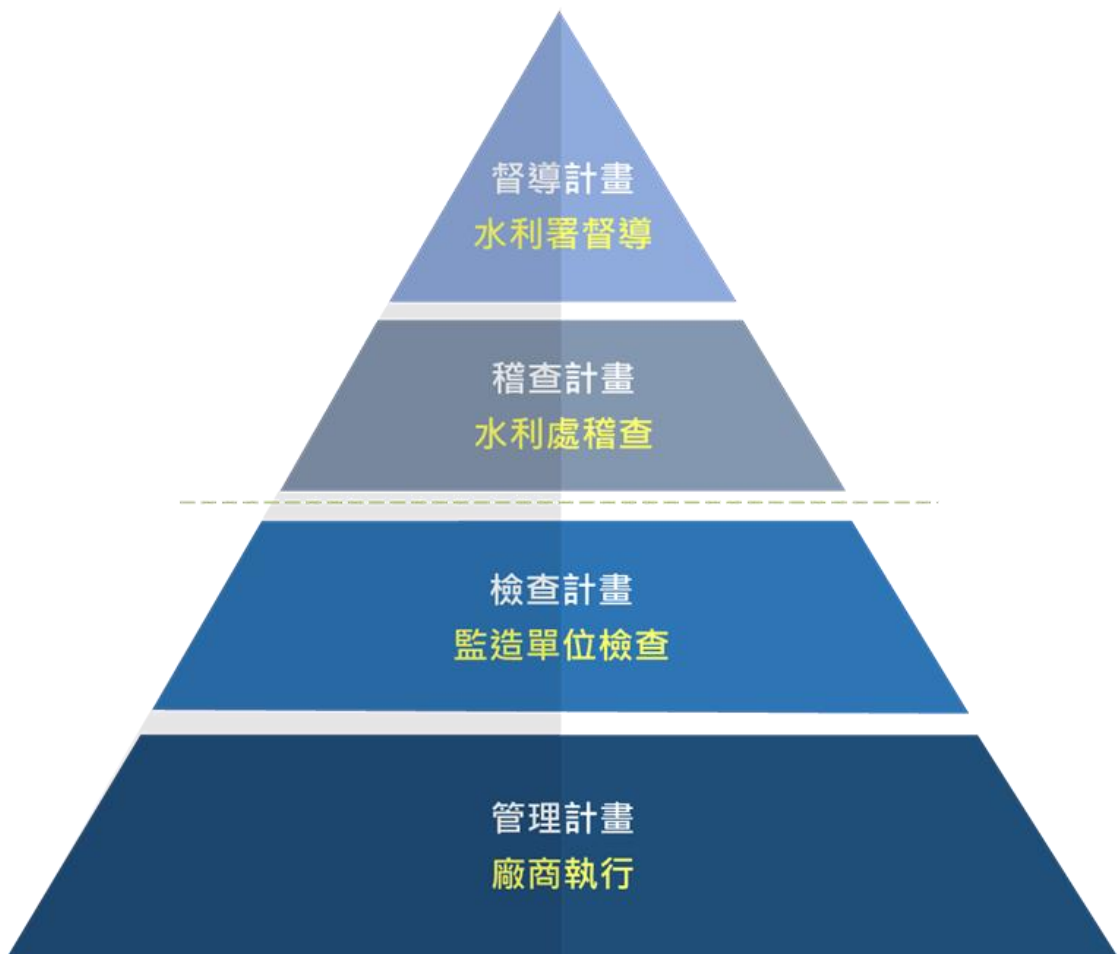 督導計畫
水利署督導
稽查計畫
水利處稽查
檢查計畫
監造單位檢查
管理計畫
廠商執行